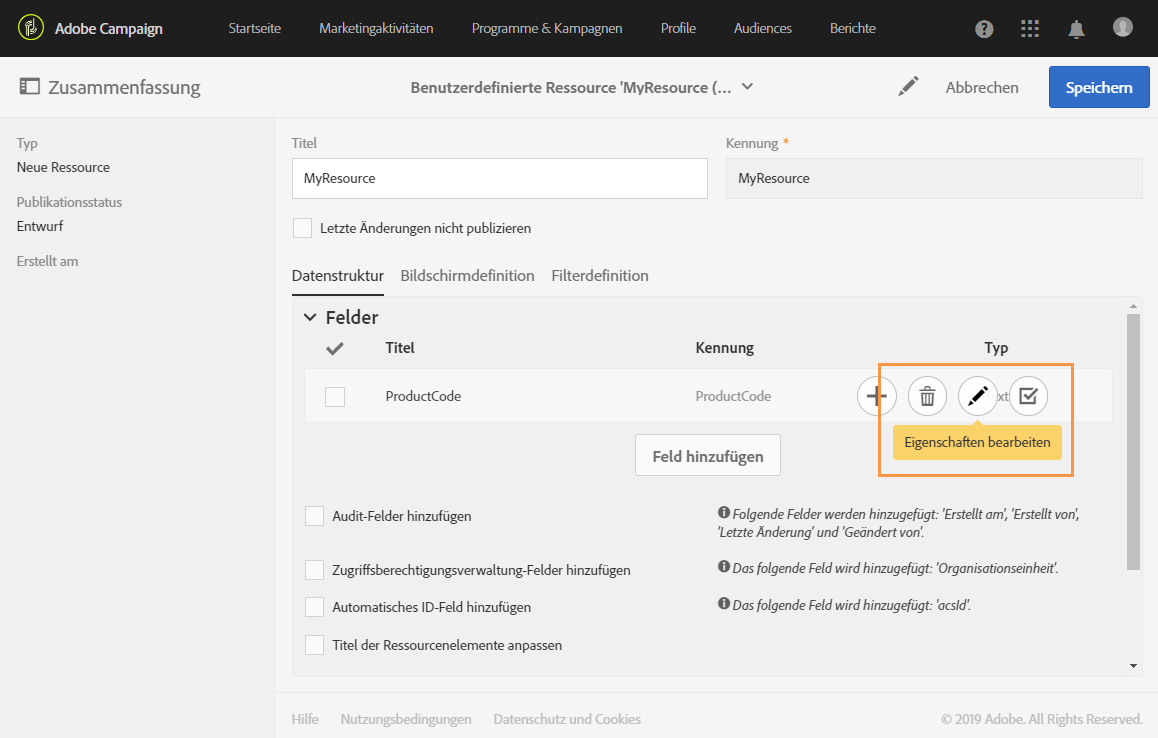 Adobe Campaign
Startseite
Marketingaktivitäten
Programme & Kampagnen
Profile
Audiences
Berichte
Zusammenfassung
Benutzerdefinierte Ressource 'MyResource (...
Abbrechen
Speichern
Typ
Neue Ressource
Publikationsstatus
Entwurf
Erstellt am
Titel
Kennung *
MyResource
MyResource
Letzte Änderungen nicht publizieren
Datenstruktur
Bildschirmdefinition
Filterdefinition
Felder
Titel
Kennung
Typ
ProductCode
ProductCode
xt
Eigenschaften bearbeiten
Feld hinzufügen
Audit-Felder hinzufügen
Folgende Felder werden hinzugefügt: 'Erstellt am', 'Erstellt von',
'Letzte Änderung' und 'Geändert von'.
Zugriffsberechtigungsverwaltung-Felder hinzufügen
Das folgende Feld wird hinzugefügt: 'Organisationseinheit'.
Automatisches ID-Feld hinzufügen
Das folgende Feld wird hinzugefügt: 'acsId'.
Titel der Ressourcenelemente anpassen
Hilfe
Nutzungsbedingungen
Datenschutz und Cookies
© 2019 Adobe. All Rights Reserved.